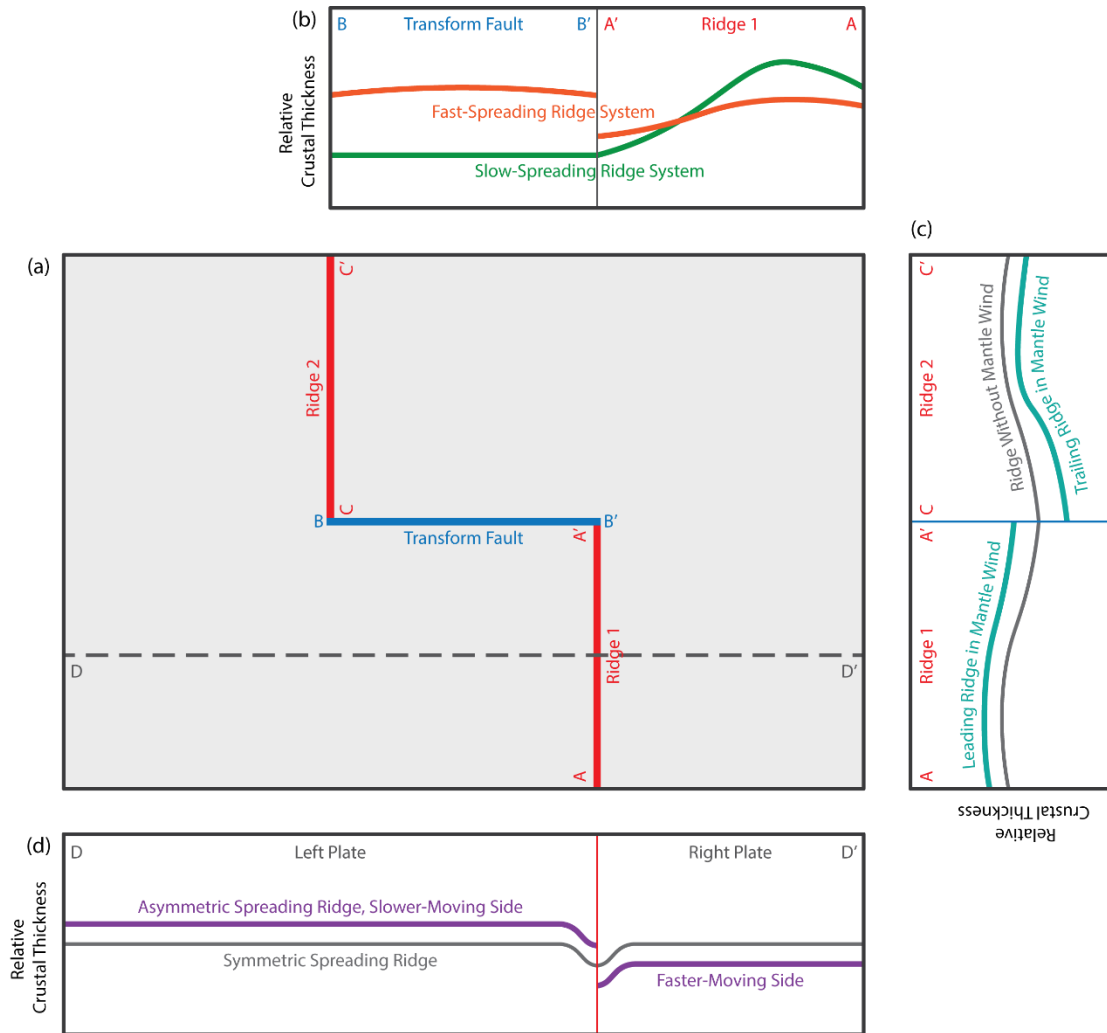 (b)
B Transform Fault B’ A’ Ridge 1 A
Relative
Crustal Thickness
Fast-Spreading Ridge System
Slow-Spreading Ridge System
(a)
C’
Ridge 2
C
B
B’
Transform Fault
A’
Ridge 1
D
D’
A
(c)
C’
Ridge 2
C
A’
Ridge 1
A
Ridge Without Mantle Wind
Trailing Ridge in Mantle Wind
Leading Ridge in Mantle Wind
Relative
Crustal Thickness
(d)
D Left Plate Right Plate D’
Relative
Crustal Thickness
Asymmetric Spreading Ridge, Slower-Moving Side
Symmetric Spreading Ridge
Faster-Moving Side